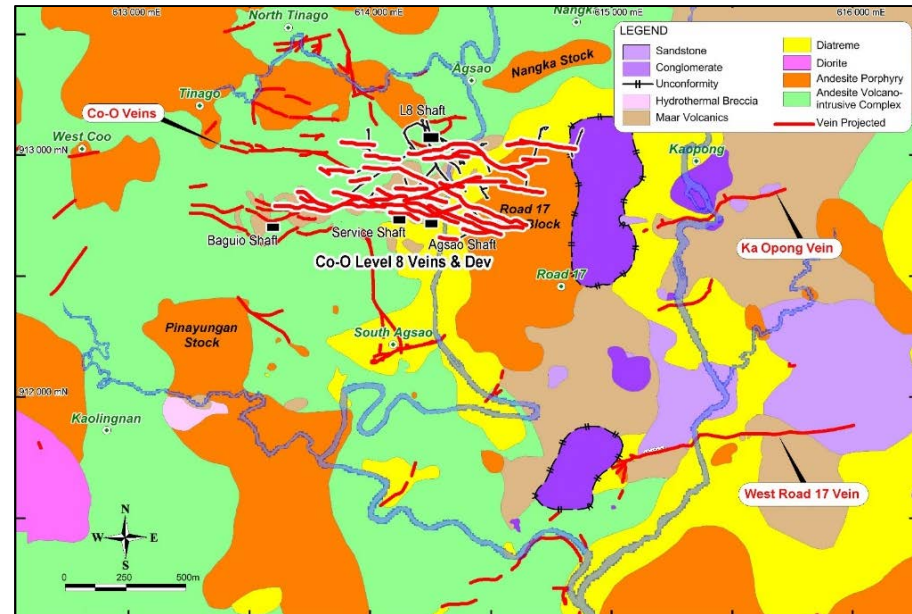 613 000 mE
614 000 mE
615 000 mE
616 000 mE
North Tinago
Nangka
LEGEND
Sandstone
Conglomerate
Unconformity
Hydrothermal Breccia
Maar Volcanics
Diatreme
Diorite
Andesite Porphyry
Andesite Volcano-
intrusive Complex
Vein Projected
Agsao
Nangka Stock
Tinago
Co-O Veins
L8 Shaft
West Coo
913 000 mN
Kaopong
Road 17
Block
Baguio Shaft
Service Shaft
Agsao Shaft
Ka Opong Vein
Co-O Level 8 Veins & Dev
Road 17
Pinayungan
Stock
South Agsao
912 000 mN
Kaolingnan
West Road 17 Vein
N
W
E
S
0
250
500m